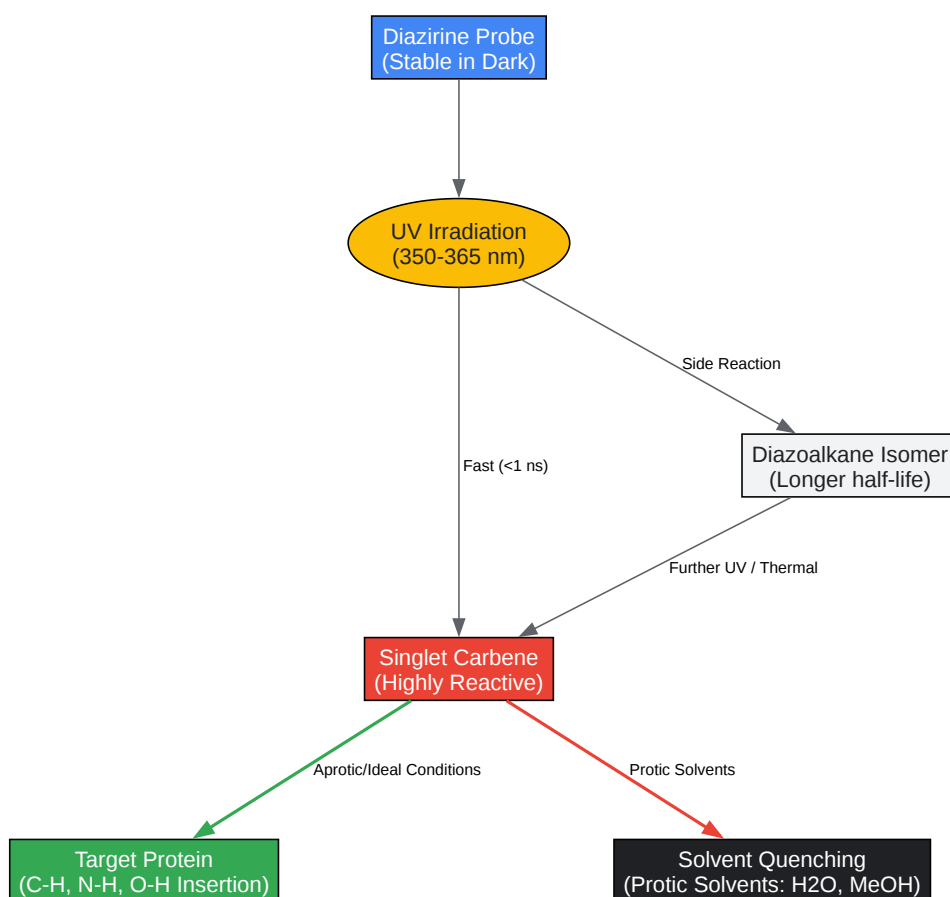 Diazirine Probe
(Stable in Dark)
UV Irradiation
(350-365 nm)
Side Reaction
Fast (<1 ns)
Diazoalkane Isomer
(Longer half-life)
Further UV / Thermal
Singlet Carbene
(Highly Reactive)
Aprotic/Ideal Conditions
Protic Solvents
Target Protein
(C-H, N-H, O-H Insertion)
Solvent Quenching
(Protic Solvents: H2O, MeOH)